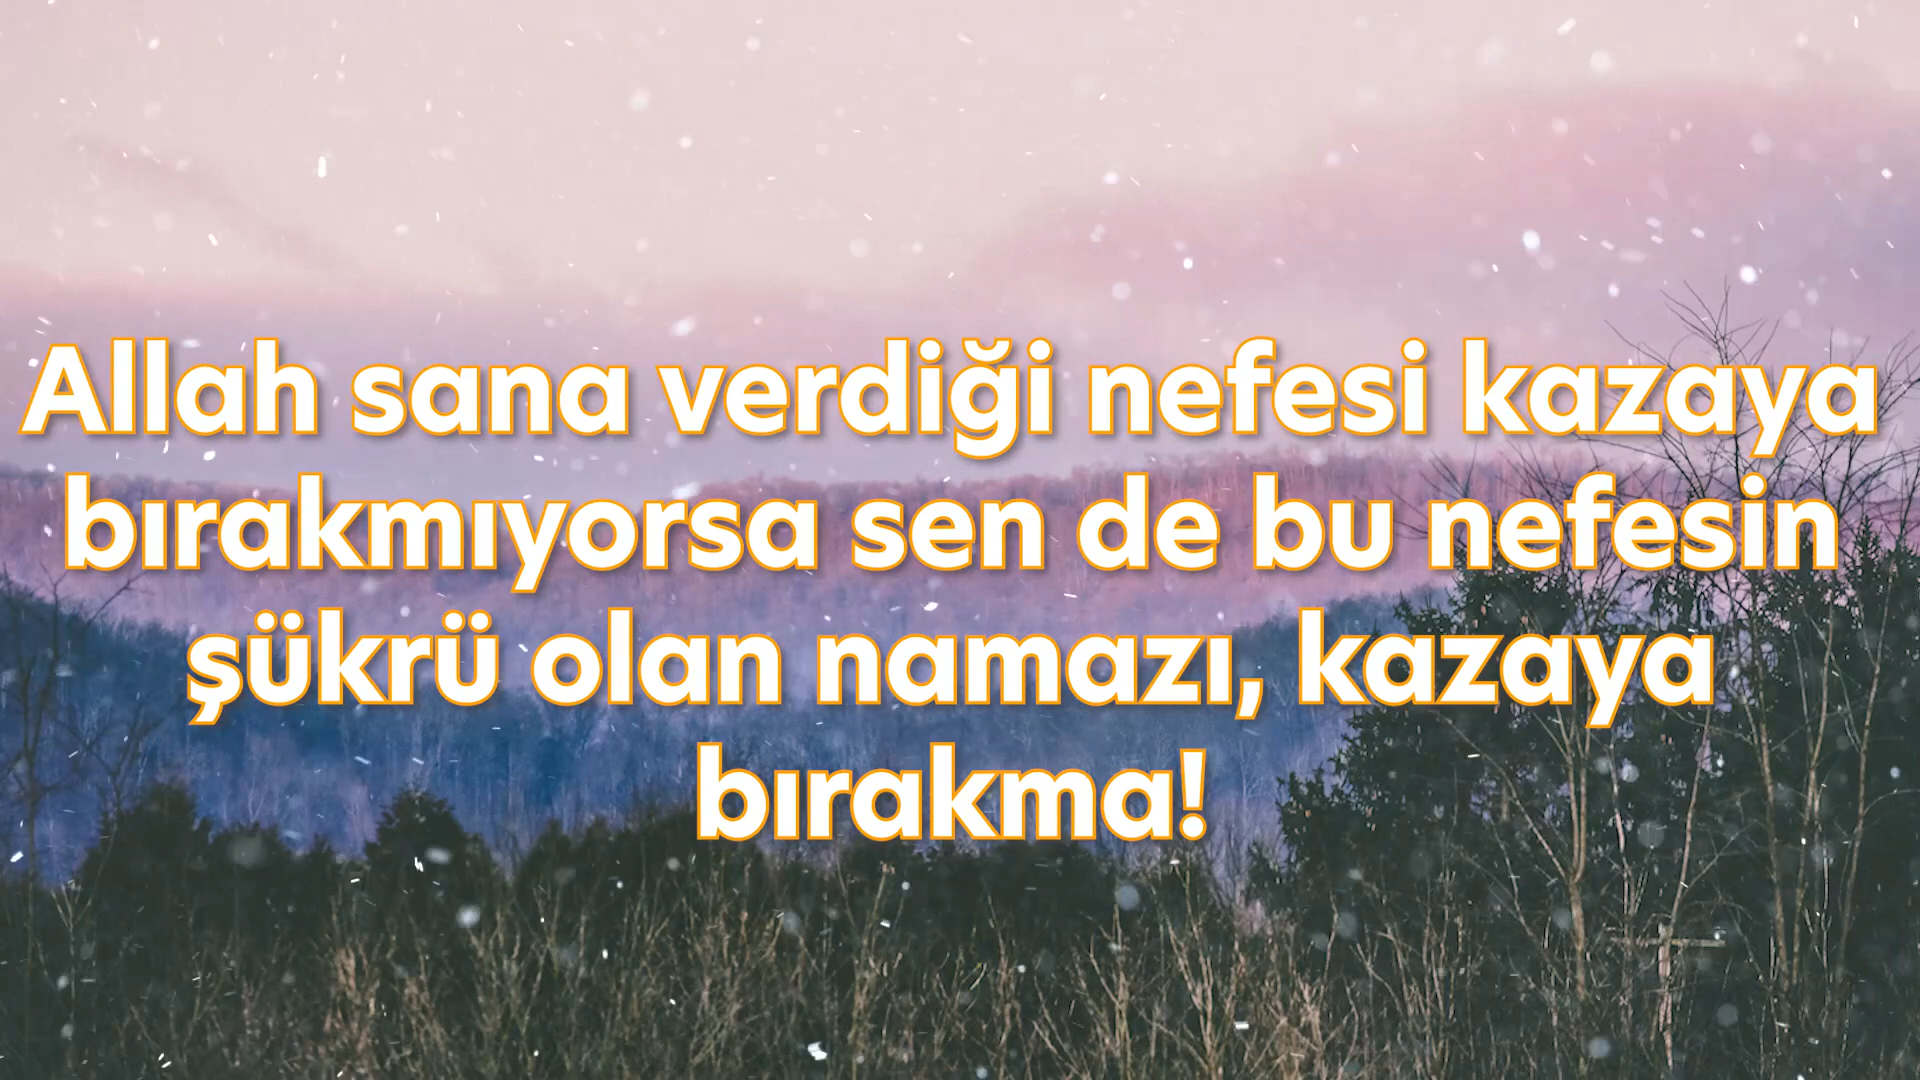 Allah sana verdiği nefesi kazaya
bırakmıyorsa sen de bu nefesin
şükrü olan namazı, kazaya
bırakma!